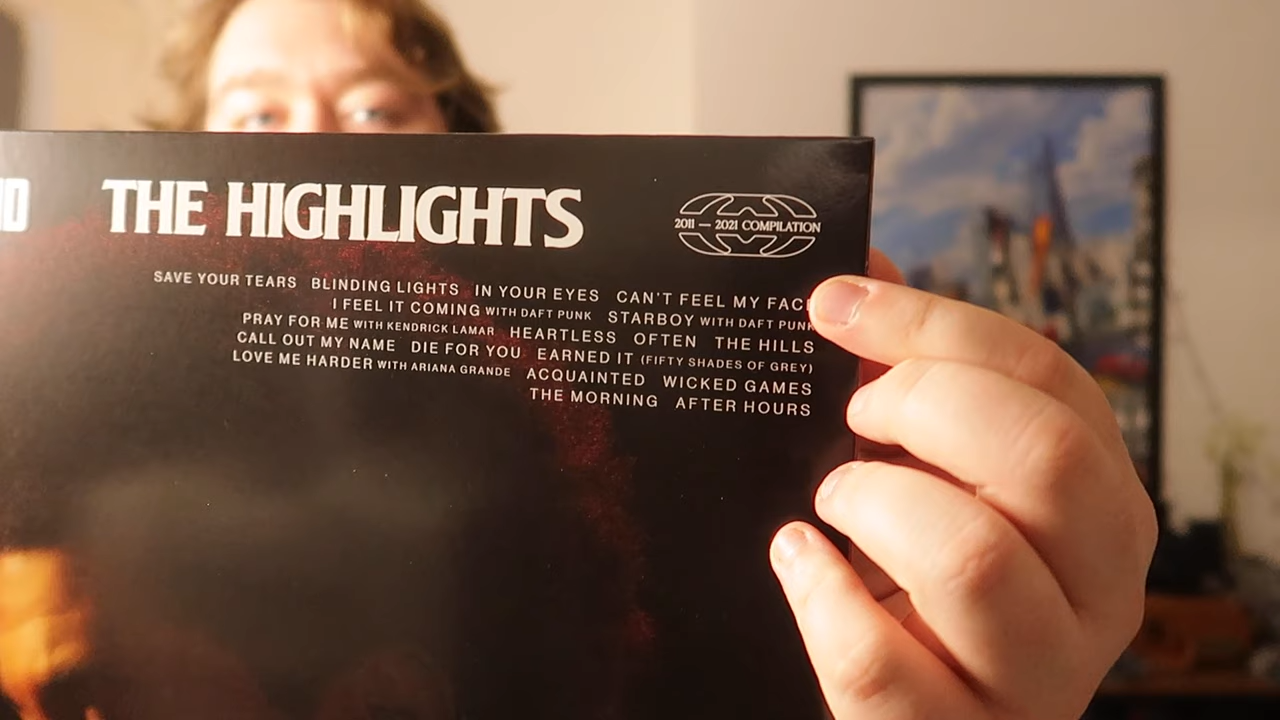 THE HIGHLIGHTS
2011 — 2021 COMPILATION
SAVE YOUR TEARS BLINDING LIGHTS IN YOUR EYES CAN'T FEEL MY FAC
I FEEL IT COMING WITH DAFT PUNK STARBOY WITH DAFT PUNK
PRAY FOR ME WITH KENDRICK LAMAR HEARTLESS OFTEN THE HILLS
CALL OUT MY NAME DIE FOR YOU EARNED IT (FIFTY SHADES OF GREY)
LOVE ME HARDER WITH ARIANA GRANDE ACQUAINTED WICKED GAMES
THE MORNING AFTER HOURS